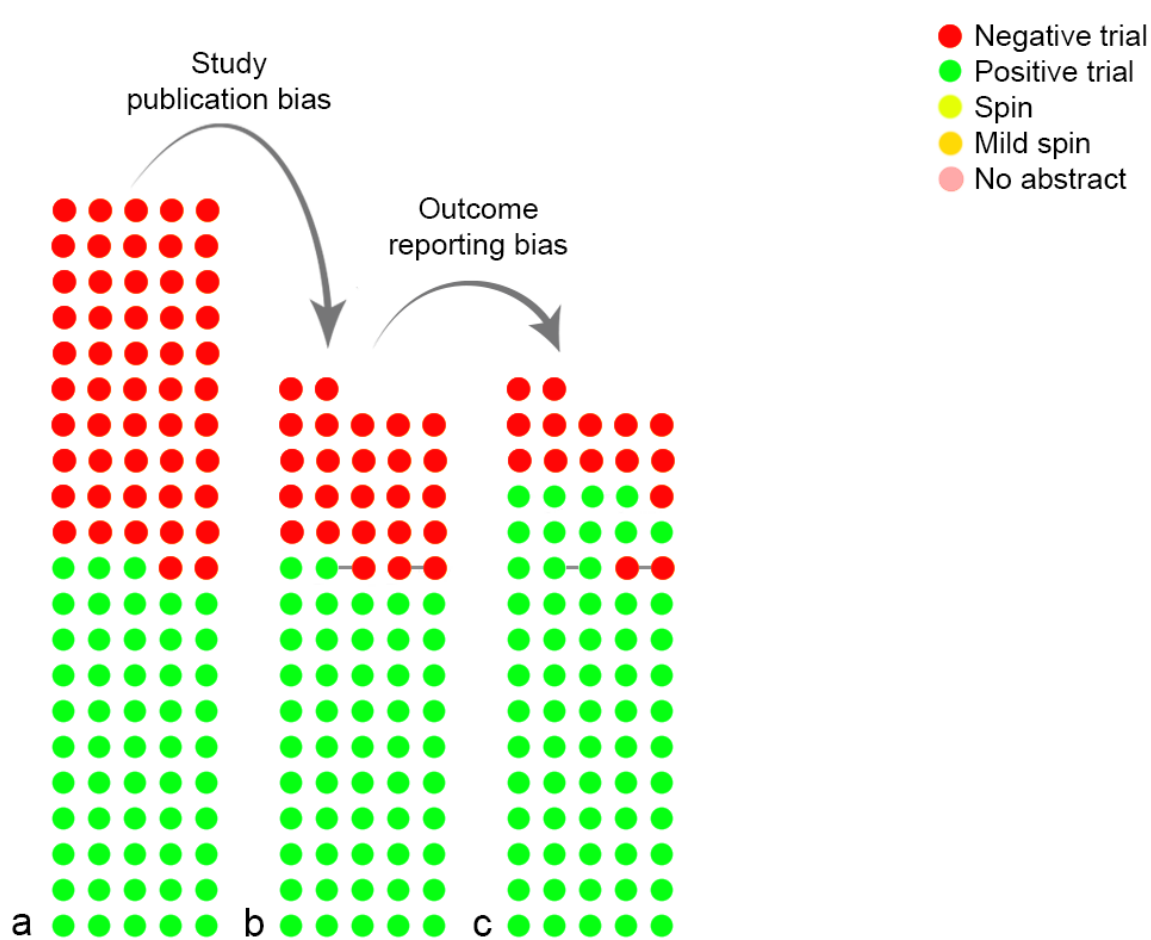 Negative trial
Positive trial
Spin
Mild spin
No abstract
Study
publication bias
Outcome
reporting bias
a
b
c